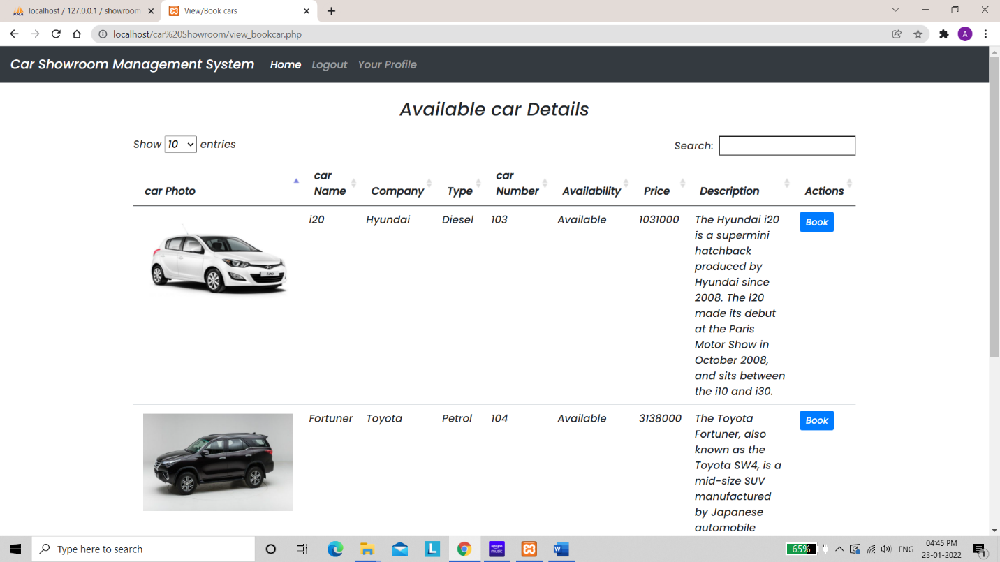 localhost / 127.0.0.1 / showroom
View/Book cars
localhost/car%20Showroom/view_bookcar.php
A
Car Showroom Management System Home Logout Your Profile
Available car Details
Show 10 entries
Search:
car Photo car Name Company Type car Number Availability Price Description Actions
i20 Hyundai Diesel 103 Available 1031000 The Hyundai i20 Book
is a supermini
hatchback
produced by
Hyundai since
2008. The i20
made its debut
at the Paris
Motor Show in
October 2008,
and sits between
the i10 and i30.
i20
Fortuner Toyota Petrol 104 Available 3138000 The Toyota Book
Fortuner, also
known as the
Toyota SW4, is a
mid-size SUV
manufactured
by Japanese
automobile
Type here to search
L
amazon music
W
65%
ENG
04:45 PM
23-01-2022
1